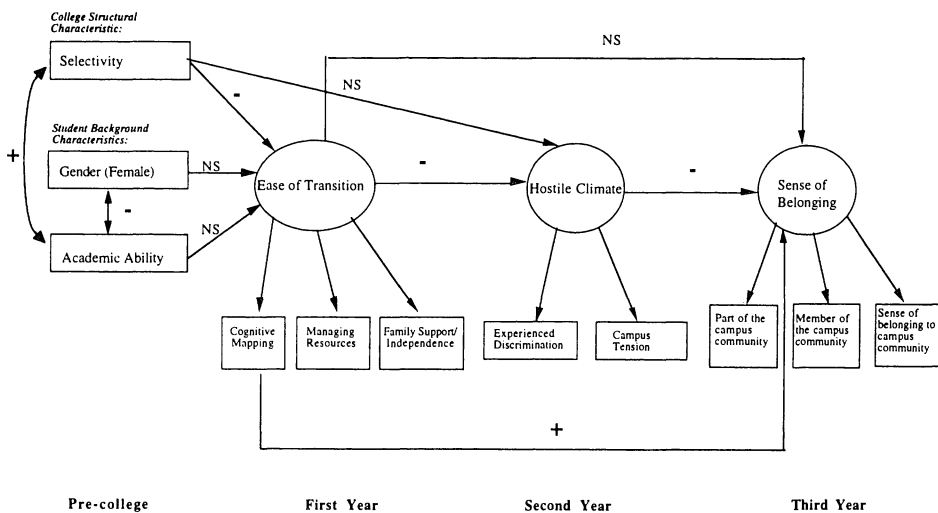 College Structural
Characteristic:
Selectivity
NS
NS
-
+
Student Background
Characteristics:
Gender (Female)
NS
Ease of Transition
-
Hostile Climate
-
Sense of
Belonging
-
NS
Academic Ability
Cognitive
Mapping
Managing
Resources
Family Support/
Independence
Experienced
Discrimination
Campus
Tension
Part of the
campus
community
Member of
the campus
community
Sense of
belonging to
campus
community
+
Pre-college
First Year
Second Year
Third Year